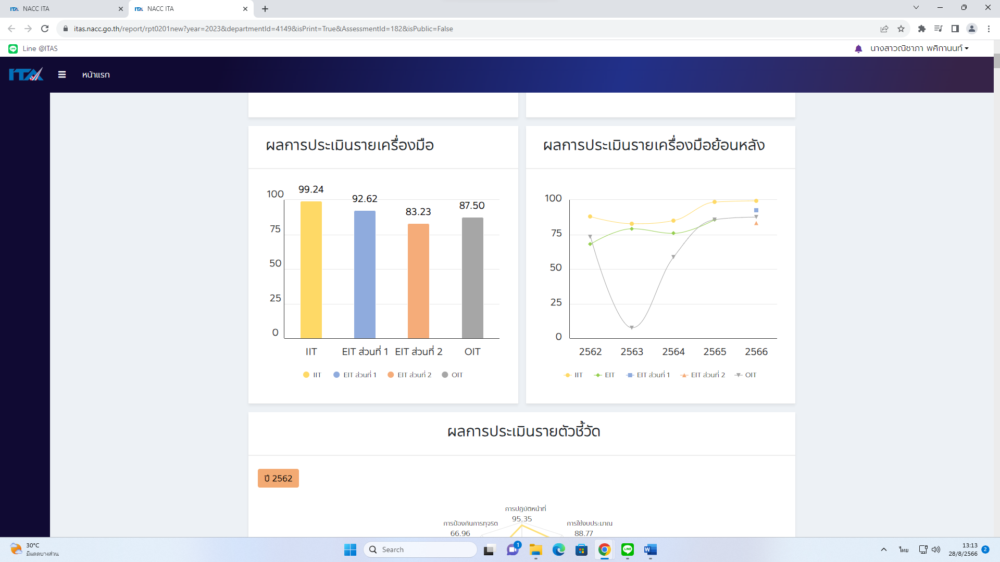 NACC ITA
NACC ITA
itas.nacc.go.th/report/rpt0201new?year=2023&departmentId=4149&isPrint=True&AssessmentId=182&isPublic=False
Line @ITAS
นางสาวณิชาภา พศิกานนท์
ITA
หน้าแรก
ผลการประเมินรายเครื่องมือ
100
75
50
25
0
99.24
92.62
83.23
87.50
IIT
EIT ส่วนที่ 1
EIT ส่วนที่ 2
OIT
IIT
EIT ส่วนที่ 1
EIT ส่วนที่ 2
OIT
ผลการประเมินรายเครื่องมือย้อนหลัง
100
75
50
25
0
2562
2563
2564
2565
2566
IIT
EIT
EIT ส่วนที่ 1
EIT ส่วนที่ 2
OIT
ผลการประเมินรายตัวชี้วัด
ปี 2562
การปฏิบัติหน้าที่
95.35
การป้องกันการทุจริต
66.96
การใช้งบประมาณ
88.77
30°C
มีแดดบางส่วน
Search
1
ไทย
13:13
28/8/2566
2